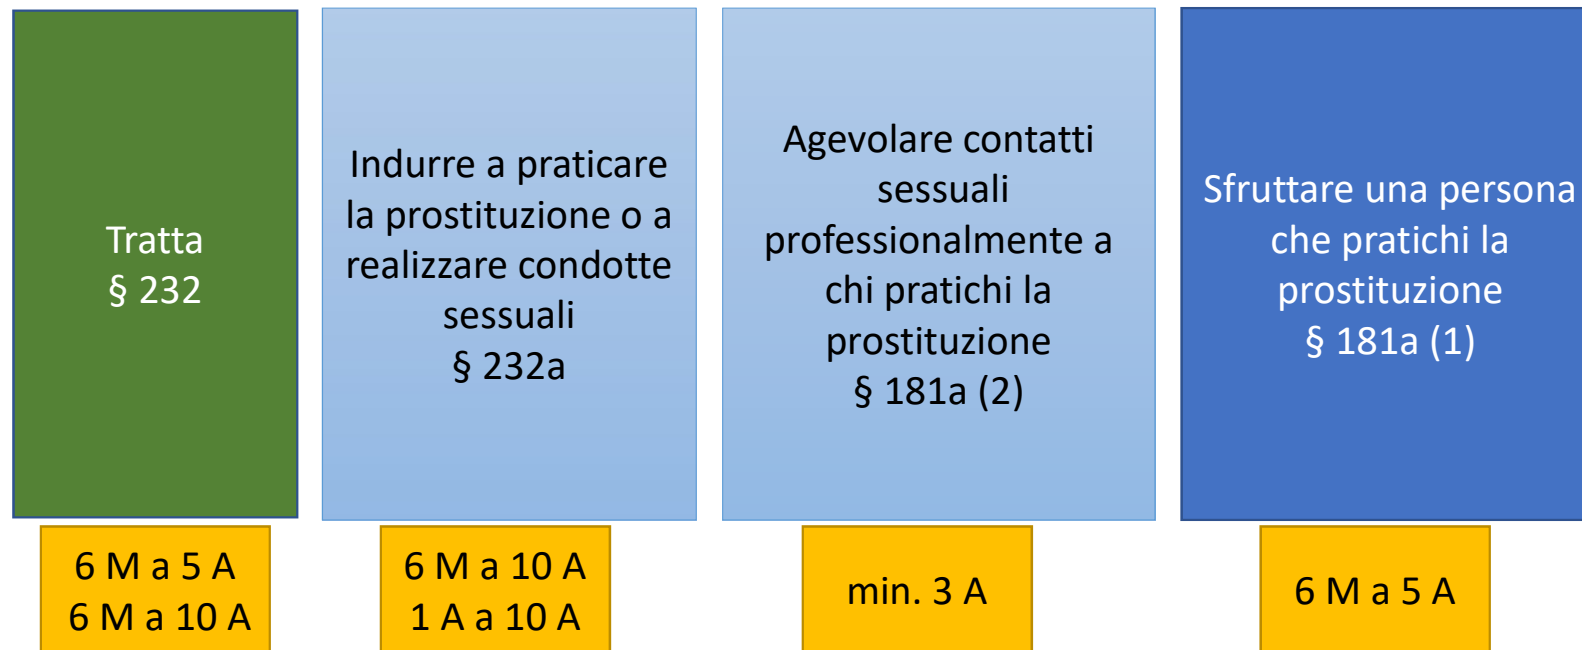 Tratta
§ 232
Indurre a praticare
la prostituzione o a
realizzare condotte
sessuali
§ 232a
Agevolare contatti
sessuali
professionalmente a
chi pratichi la
prostituzione
§ 181a (2)
Sfruttare una persona
che pratichi la
prostituzione
§ 181a (1)
6 M a 5 A
6 M a 10 A
6 M a 10 A
1 A a 10 A
min. 3 A
6 M a 5 A